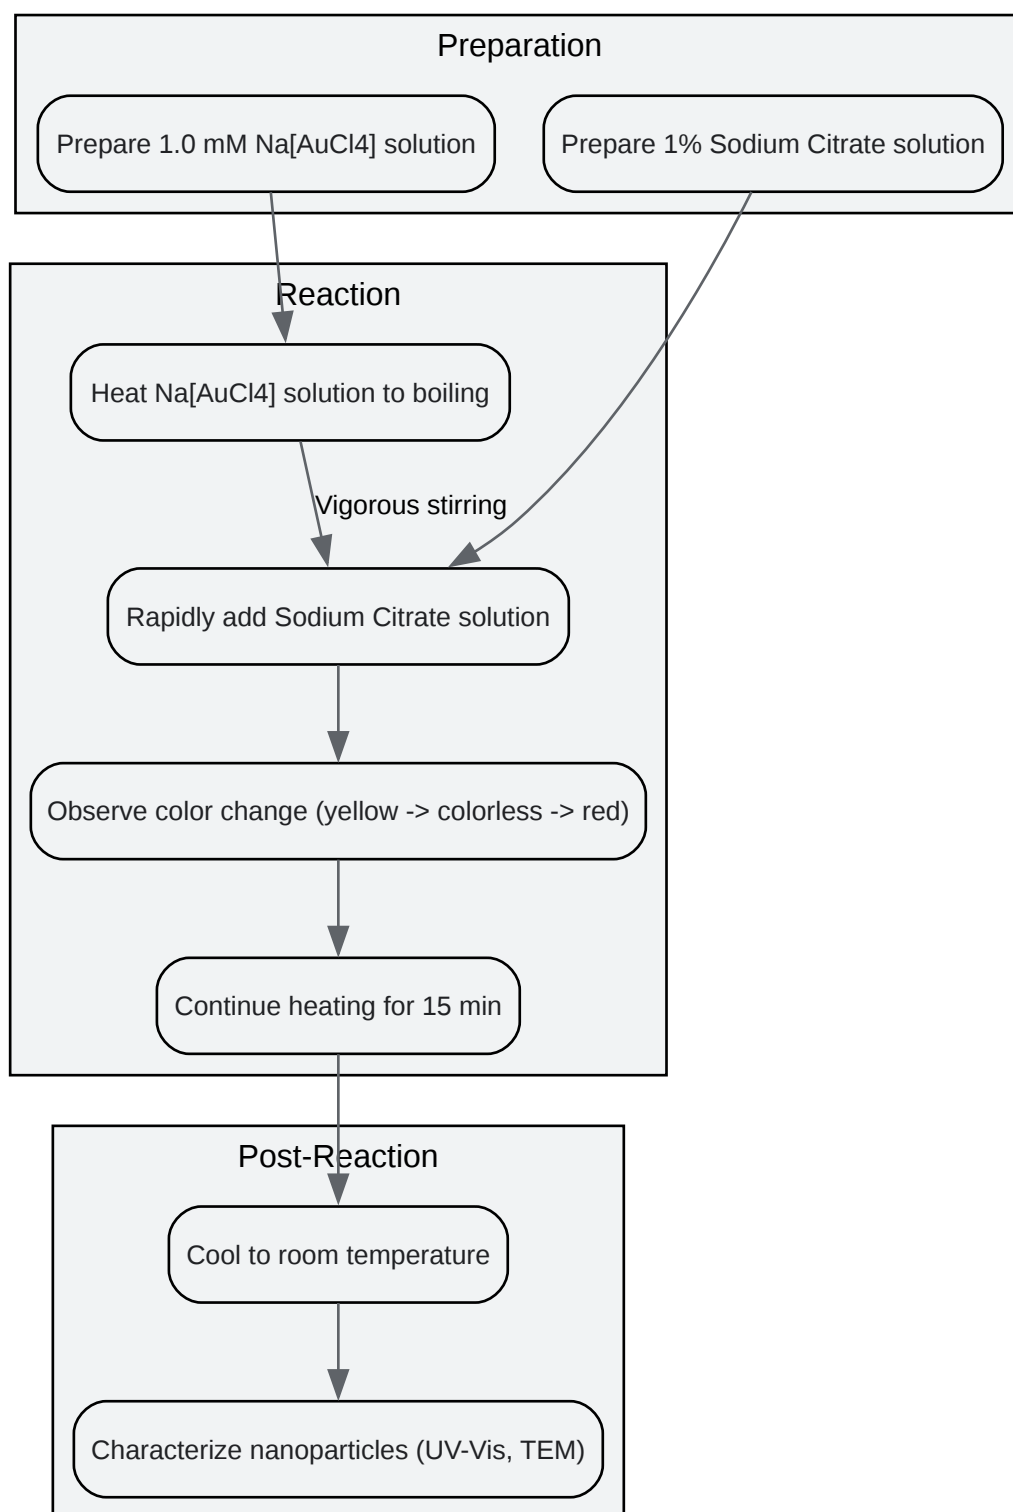 Preparation
Prepare 1.0 mM Na[AuCl4] solution
Prepare 1% Sodium Citrate solution
Reaction
Heat Na[AuCl4] solution to boiling
Vigorous stirring
Rapidly add Sodium Citrate solution
Observe color change (yellow -> colorless -> red)
Continue heating for 15 min
Post-Reaction
Cool to room temperature
Characterize nanoparticles (UV-Vis, TEM)